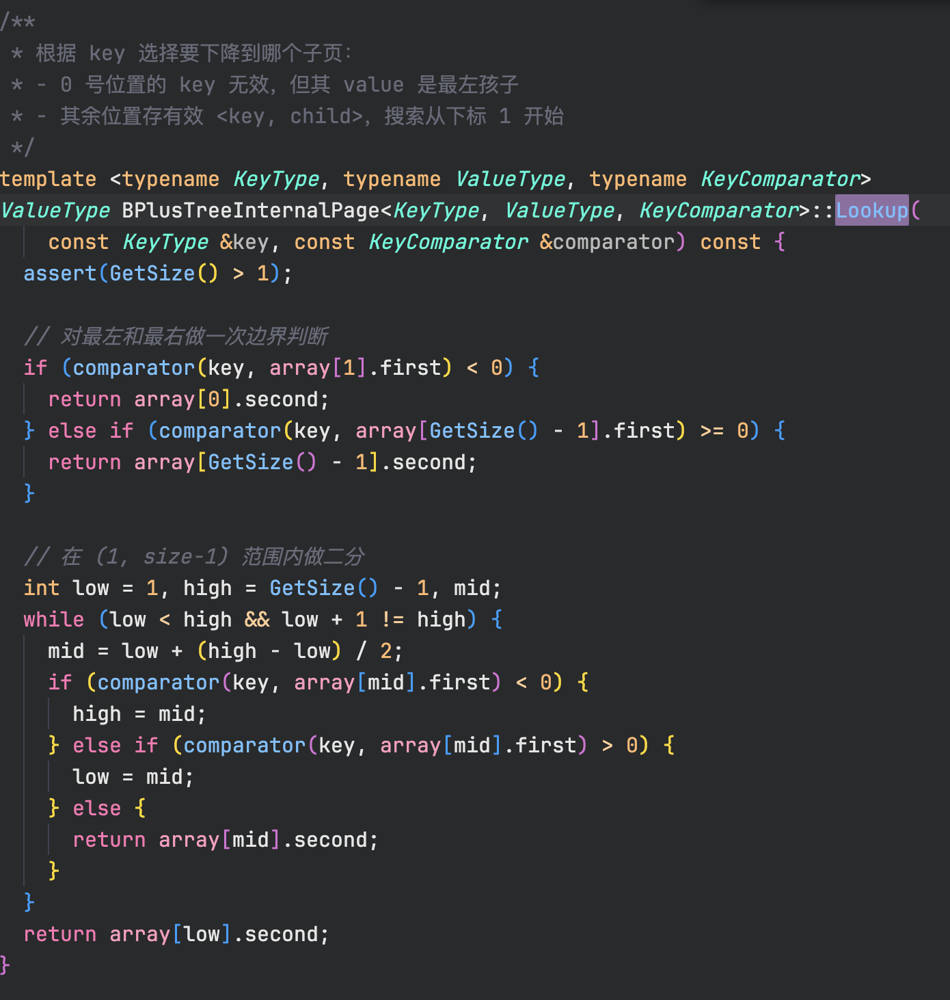 /**
 * 根据 key 选择要下降到哪个子页：
 * - 0 号位置的 key 无效，但其 value 是最左孩子
 * - 其余位置存有效 <key, child>，搜索从下标 1 开始
 */
template <typename KeyType, typename ValueType, typename KeyComparator>
ValueType BPlusTreeInternalPage<KeyType, ValueType, KeyComparator>::Lookup(
    const KeyType &key, const KeyComparator &comparator) const {
  assert(GetSize() > 1);
  // 对最左和最右做一次边界判断
  if (comparator(key, array[1].first) < 0) {
    return array[0].second;
  } else if (comparator(key, array[GetSize() - 1].first) >= 0) {
    return array[GetSize() - 1].second;
  }
  // 在 (1, size-1) 范围内做二分
  int low = 1, high = GetSize() - 1, mid;
  while (low < high && low + 1 != high) {
    mid = low + (high - low) / 2;
    if (comparator(key, array[mid].first) < 0) {
      high = mid;
    } else if (comparator(key, array[mid].first) > 0) {
      low = mid;
    } else {
      return array[mid].second;
    }
  }
  return array[low].second;
}